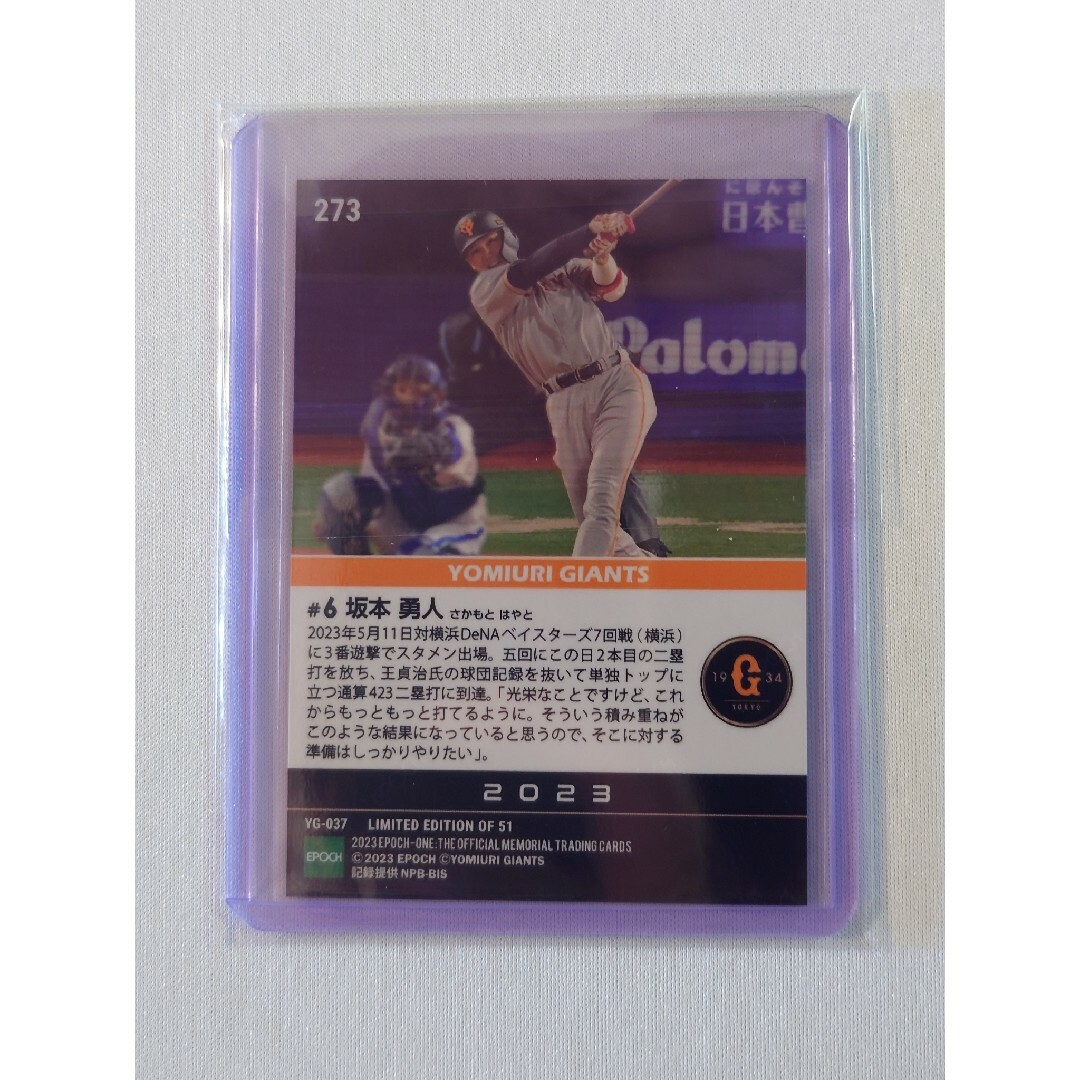 273
にほんそ
日本曹
Palom
YOMIURI GIANTS
#6 坂本 勇人 さかもと はやと
2023年5月11日対横浜DeNAベイスターズ7回戦（横浜）
に3番遊撃でスタメン出場。五回にこの日2本目の二塁
打を放ち、王貞治氏の球団記録を抜いて単独トップに
立つ通算423二塁打に到達。「光栄なことですけど、これ
からもっともっと打てるように。そういう積み重ねが
このような結果になっていると思うので、そこに対する
準備はしっかりやりたい」。
19 G 34
TOKYO
2023
YG-037 LIMITED EDITION OF 51
2023 EPOCH-ONE:THE OFFICIAL MEMORIAL TRADING CARDS
EPOCH ©2023 EPOCH ©YOMIURI GIANTS
記録提供 NPB-BIS